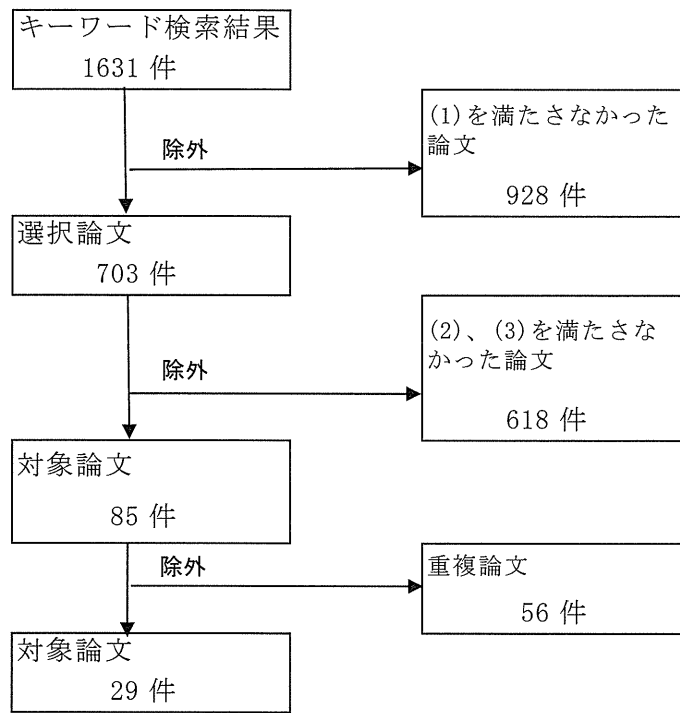 キーワード検索結果
1631 件
除外
(1)を満たさなかった
論文
928 件
選択論文
703 件
除外
(2)、(3)を満たさな
かった論文
618 件
対象論文
85 件
除外
重複論文
56 件
対象論文
29 件